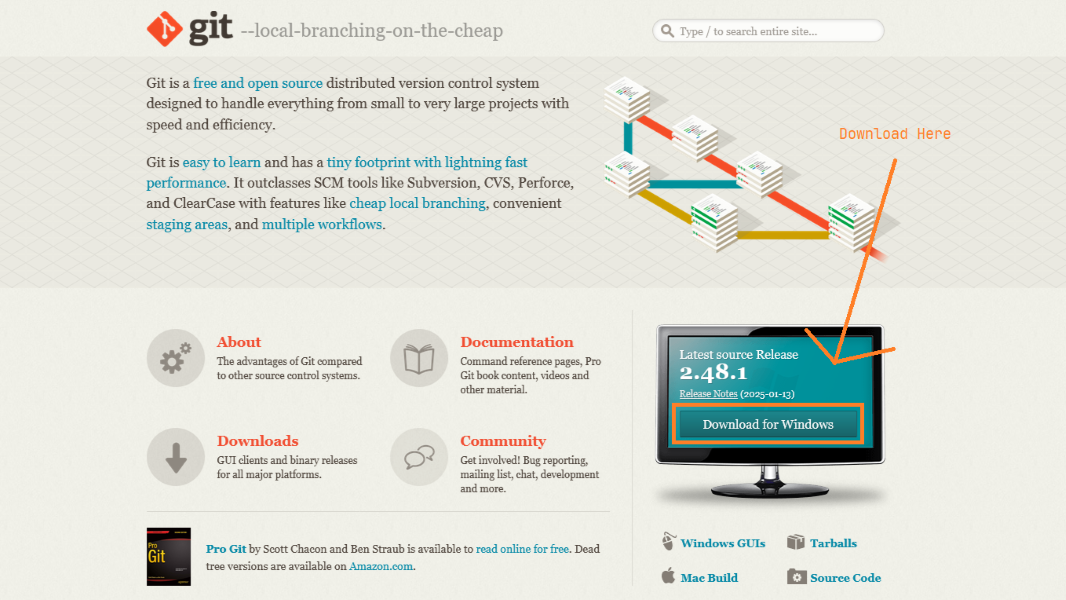 git --local-branching-on-the-cheap
Type / to search entire site...
Git is a free and open source distributed version control system
designed to handle everything from small to very large projects with
speed and efficiency.
Git is easy to learn and has a tiny footprint with lightning fast
performance. It outclasses SCM tools like Subversion, CVS, Perforce,
and ClearCase with features like cheap local branching, convenient
staging areas, and multiple workflows.
Download Here
About
The advantages of Git compared
to other source control systems.
Documentation
Command reference pages, Pro
Git book content, videos and
other material.
Downloads
GUI clients and binary releases
for all major platforms.
Community
Get involved! Bug reporting,
mailing list, chat, development
and more.
Pro
Git
Pro Git by Scott Chacon and Ben Straub is available to read online for free. Dead
tree versions are available on Amazon.com.
Latest source Release
2.48.1
Release Notes (2025-01-13)
Download for Windows
Windows GUIs
Tarballs
Mac Build
Source Code